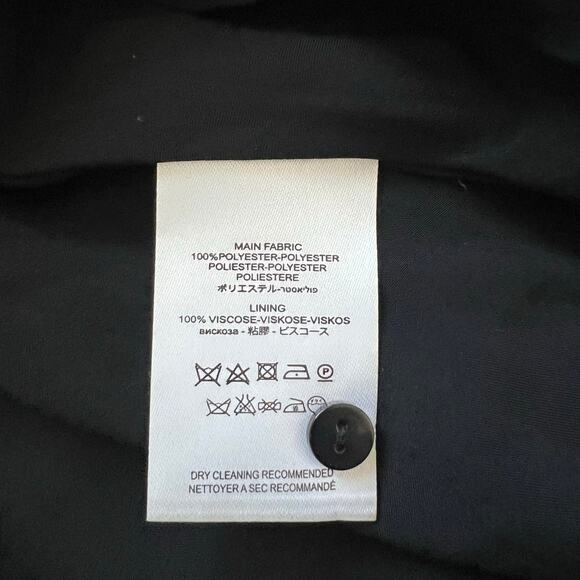 MAIN FABRIC
100%POLYESTER-POLYESTER
POLIESTER-POLYESTER
POLIESTERE
ポリエステル-פוליאסטר
LINING
100% VISCOSE-VISKOSE-VISKOS
вискоза - 粘膠 - ビスコース
P
DRY CLEANING RECOMMENDED
NETTOYER A SEC RECOMMANDÉ